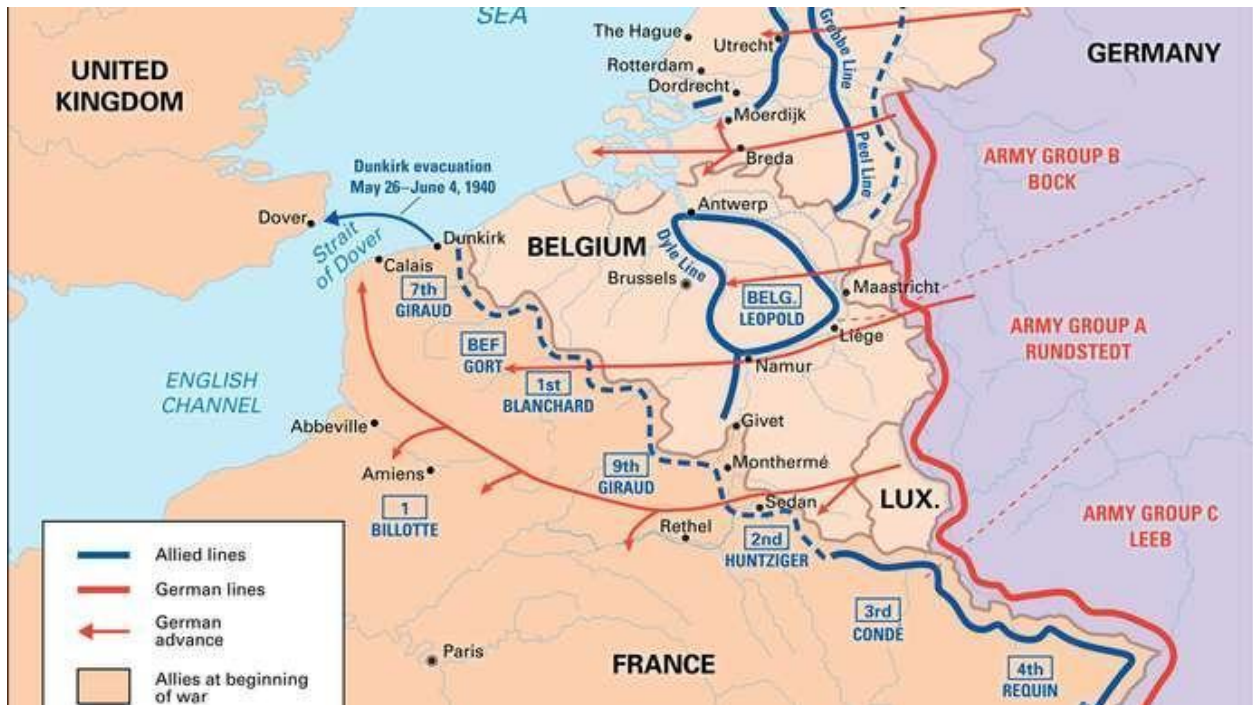 SEA
The Hague
Utrecht
Grebbe Line
GERMANY
UNITED
KINGDOM
Rotterdam
Dordrecht
Moerdijk
Breda
Peel Line
ARMY GROUP B
BOCK
Dunkirk evacuation
May 26–June 4, 1940
Dover
Strait
of Dover
Dunkirk
Calais
7th
GIRAUD
BELGIUM
Antwerp
Dyle Line
Brussels
BELG.
LEOPOLD
Maastricht
Liège
ARMY GROUP A
RUNDSTEDT
BEF
GORT
1st
BLANCHARD
Namur
ENGLISH
CHANNEL
Abbeville
Givet
Amiens
9th
GIRAUD
Monthermé
1
BILLOTTE
Sedan
LUX.
Rethel
2nd
HUNTZIGER
ARMY GROUP C
LEEB
3rd
CONDÉ
Paris
FRANCE
4th
REQUIN
Allied lines
German lines
German
advance
Allies at beginning
of war